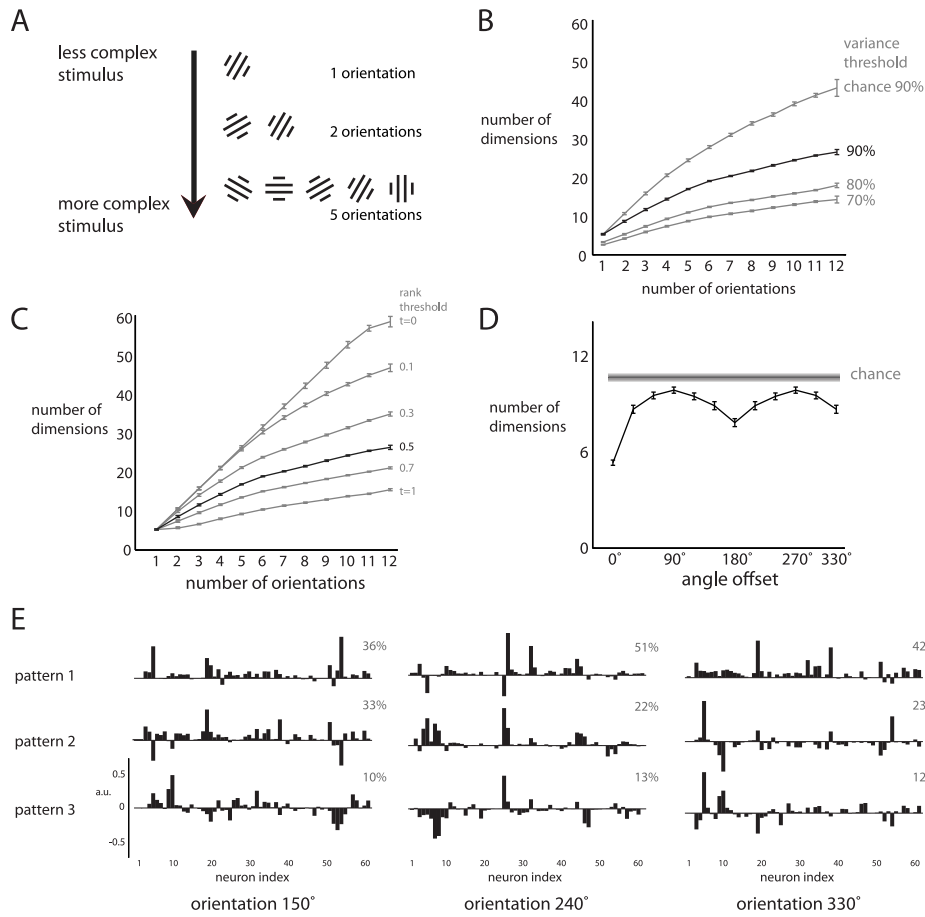 A
less complex
stimulus
1 orientation
2 orientations
5 orientations
more complex
stimulus
B
60
50
40
30
20
10
0
number of
dimensions
variance
threshold
chance 90%
90%
80%
70%
1 2 3 4 5 6 7 8 9 10 11 12
number of orientations
C
60
50
40
30
20
10
0
number of
dimensions
rank
threshold
t=0
0.1
0.3
0.5
0.7
t=1
1 2 3 4 5 6 7 8 9 10 11 12
number of orientations
D
12
6
0
number of
dimensions
chance
0° 90° 180° 270° 330°
angle offset
E
pattern 1
36%
51%
42
pattern 2
33%
22%
23
pattern 3
10%
13%
12
0.5
a.u.
0
-0.5
1 10 20 30 40 50 60
1 10 20 30 40 50 60
1 10 20 30 40 50 60
neuron index
neuron index
neuron index
orientation 150°
orientation 240°
orientation 330°